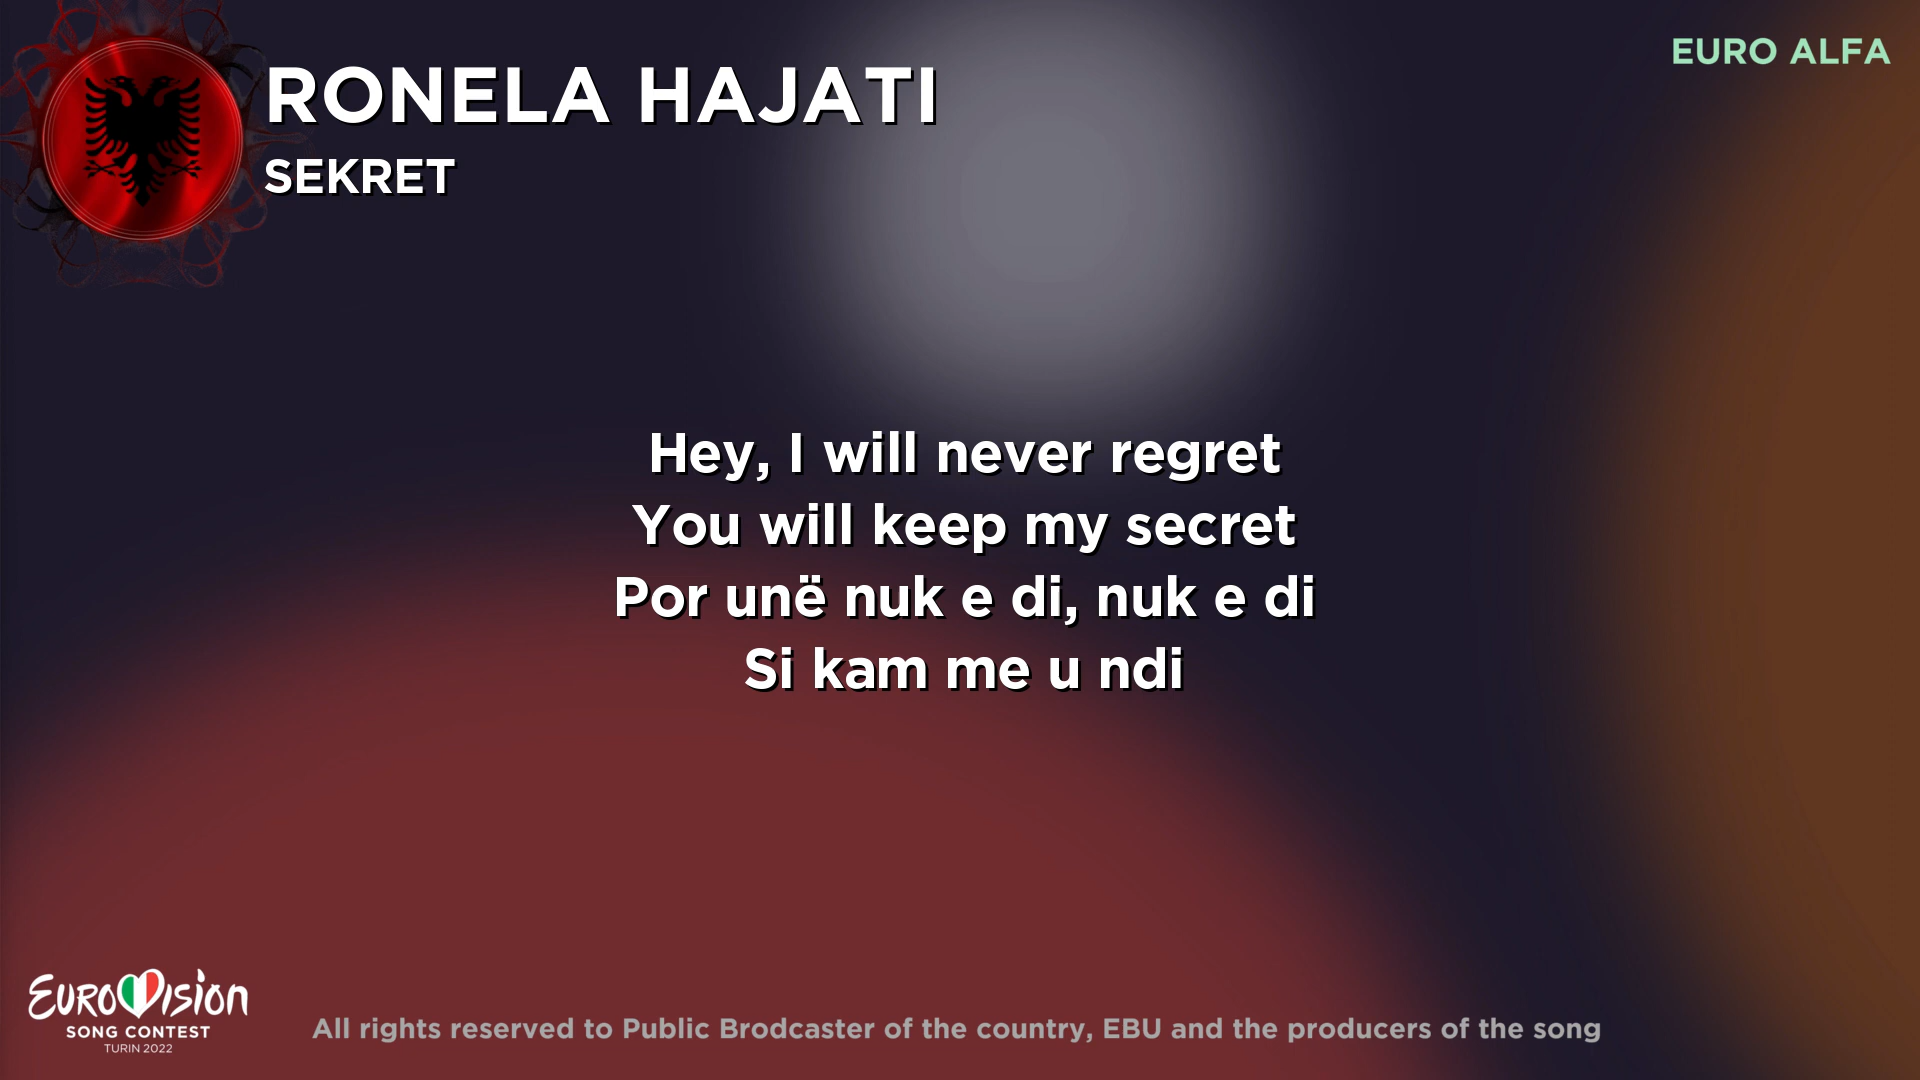 RONELA HAJATI
SEKRET
EURO ALFA
Hey, I will never regret
You will keep my secret
Por unë nuk e di, nuk e di
Si kam me u ndi
EUROVISION
SONG CONTEST
TURIN 2022
All rights reserved to Public Brodcaster of the country, EBU and the producers of the song